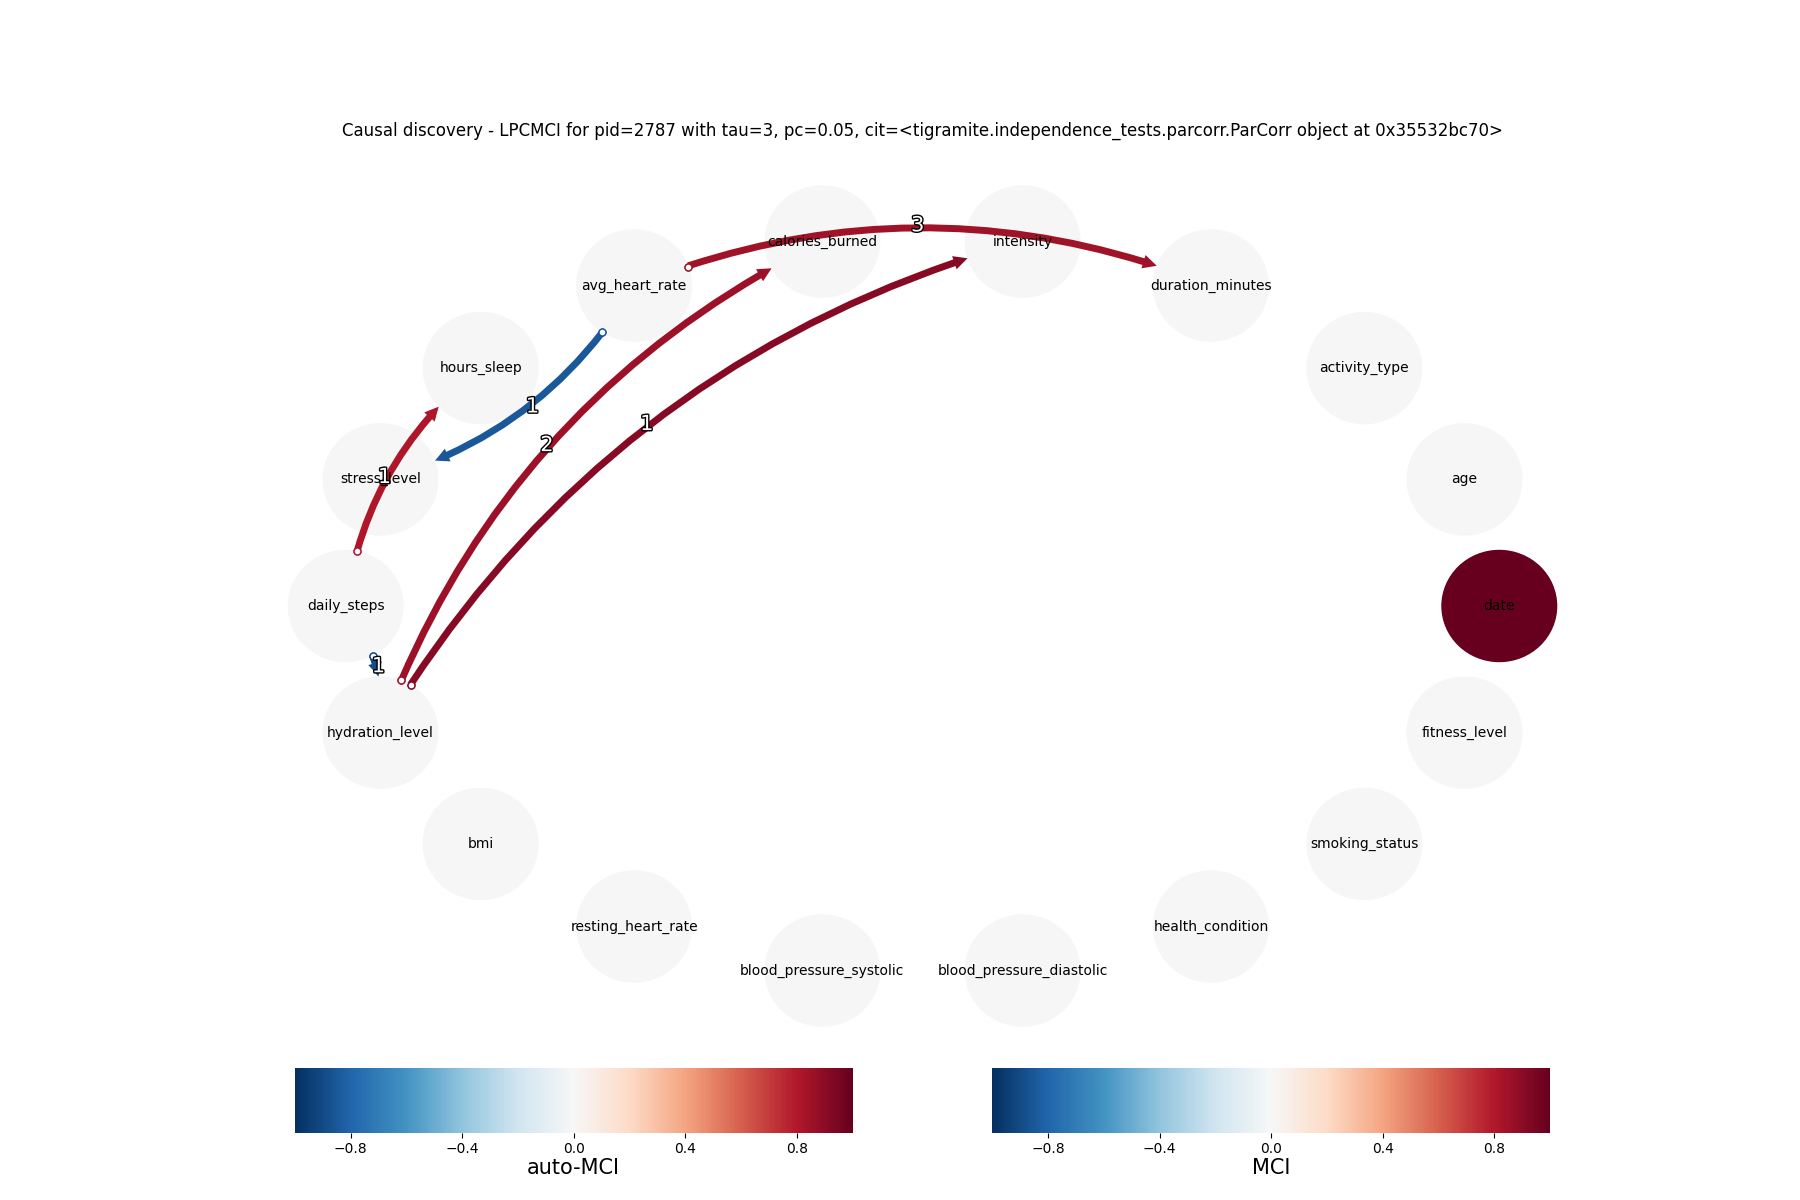 Causal discovery - LPCMCI for pid=2787 with tau=3, pc=0.05, cit=<tigramite.independence_tests.parcorr.ParCorr object at 0x35532bc70>
3
calories_burned
intensity
avg_heart_rate
duration_minutes
hours_sleep
activity_type
1
1
2
stress_level
1
age
daily_steps
date
1
hydration_level
fitness_level
bmi
smoking_status
resting_heart_rate
health_condition
blood_pressure_systolic
blood_pressure_diastolic
−0.8 −0.4 0.0 0.4 0.8
auto-MCI
−0.8 −0.4 0.0 0.4 0.8
MCI